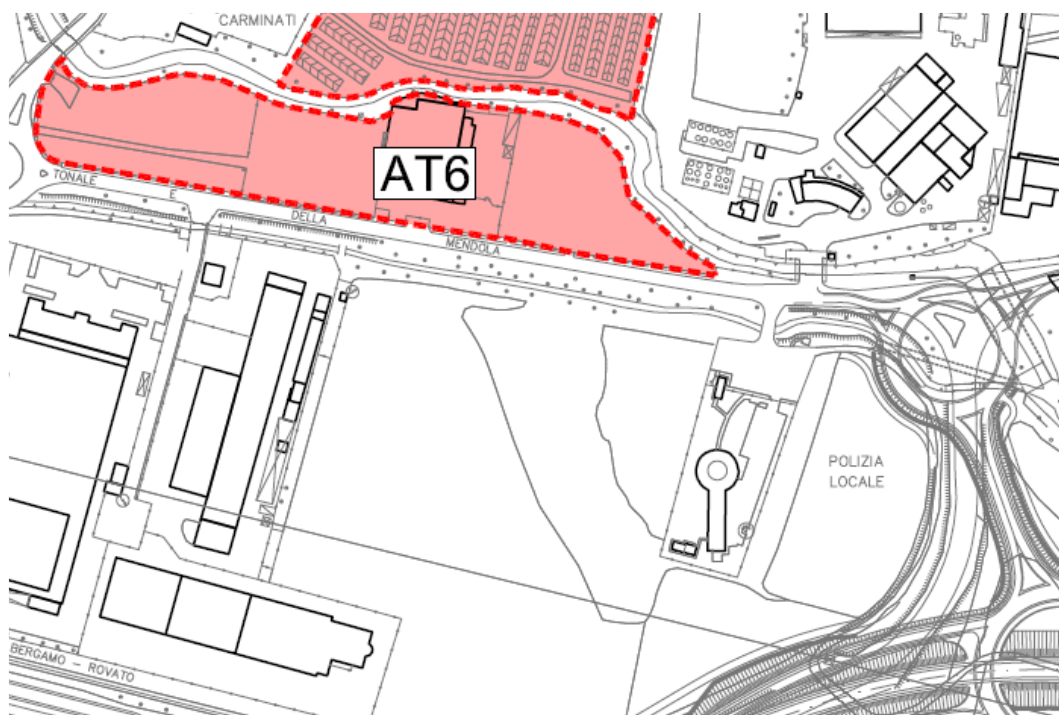 CARMINATI
AT6
TONALE E DELLA MENDOLA
POLIZIA
LOCALE
BERGAMO - ROVATO